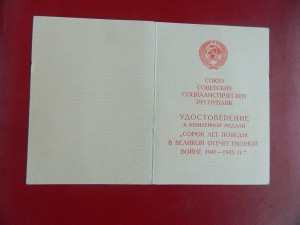 СОЮЗ
СОВЕТСКИХ
СОЦИАЛИСТИЧЕСКИХ
РЕСПУБЛИК
УДОСТОВЕРЕНИЕ
К ЮБИЛЕЙНОЙ МЕДАЛИ
„СОРОК ЛЕТ ПОБЕДЫ
В ВЕЛИКОЙ ОТЕЧЕСТВЕННОЙ
ВОЙНЕ 1941—1945 гг."